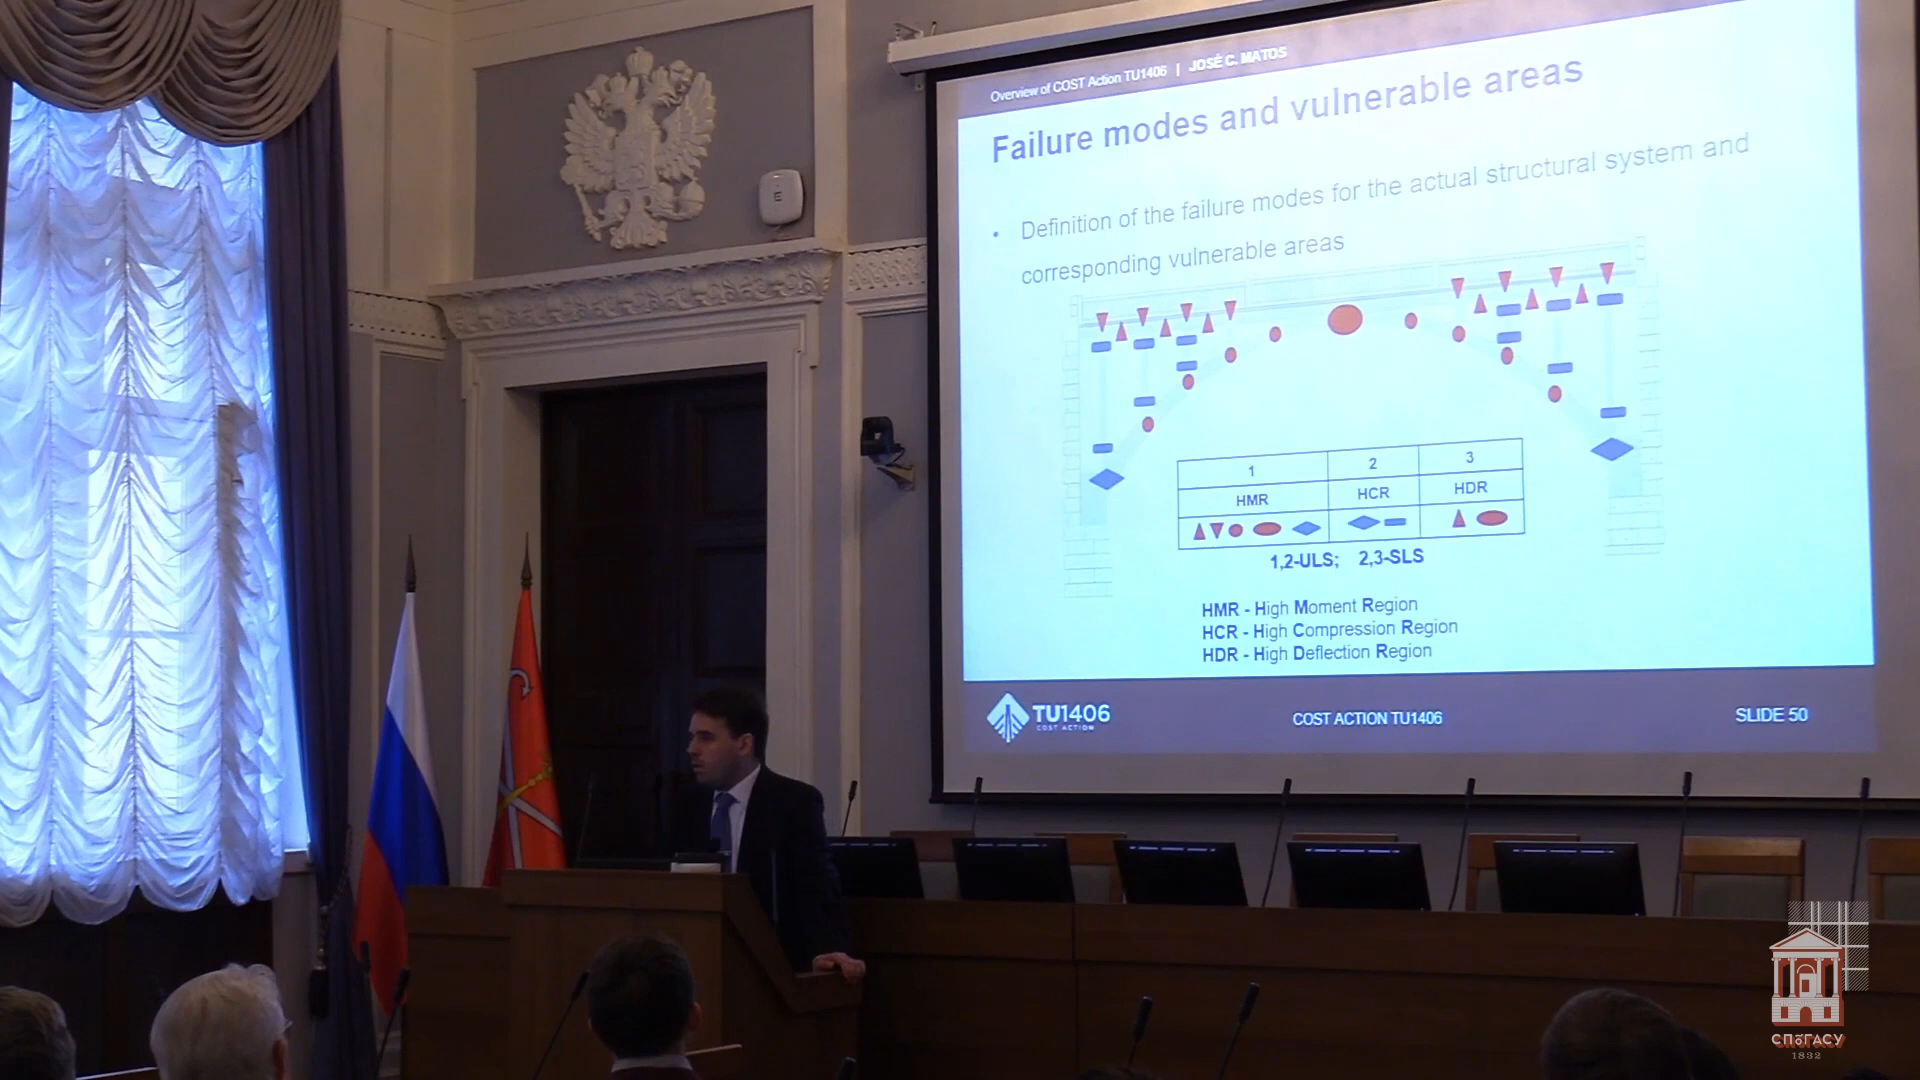 Overview of COST Action TU1406 | JOSÉ C. MATOS
Failure modes and vulnerable areas
• Definition of the failure modes for the actual structural system and
corresponding vulnerable areas
1 2 3
HMR HCR HDR
1,2-ULS; 2,3-SLS
HMR - High Moment Region
HCR - High Compression Region
HDR - High Deflection Region
TU1406
COST ACTION
COST ACTION TU1406
SLIDE 50
СПбГАСУ
1832